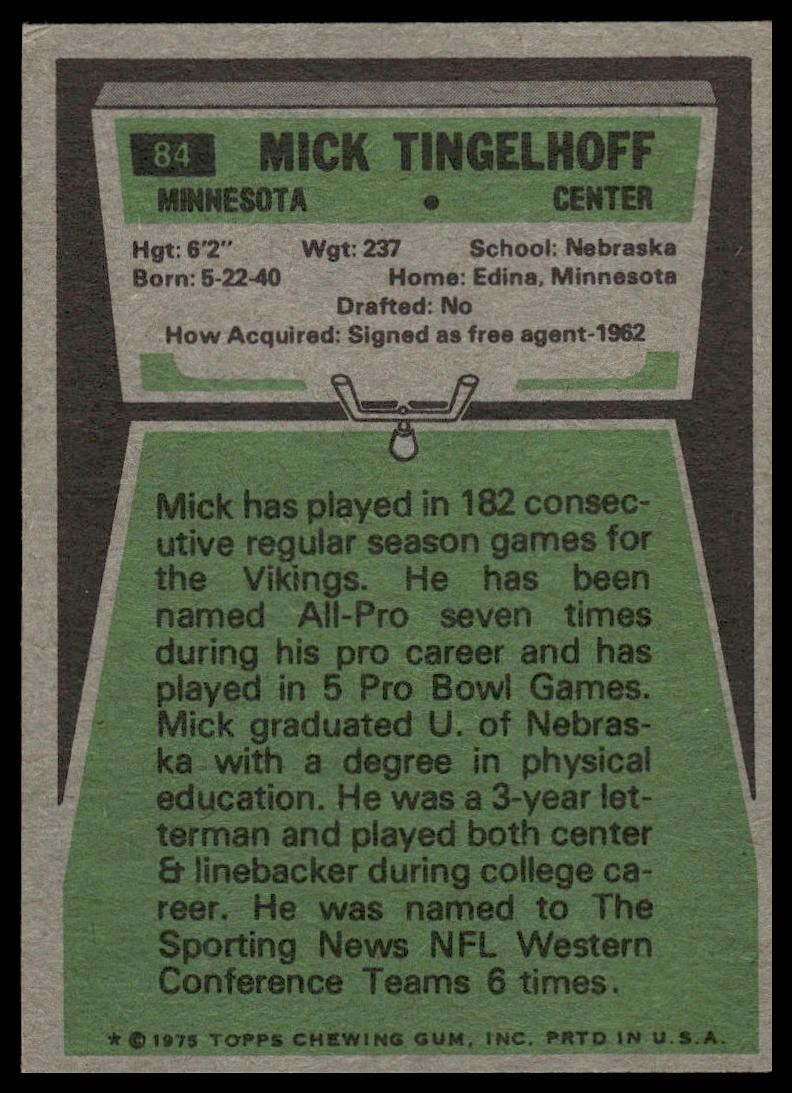 84 MICK TINGELHOFF
MINNESOTA • CENTER
Hgt: 6'2" Wgt: 237 School: Nebraska
Born: 5-22-40 Home: Edina, Minnesota
Drafted: No
How Acquired: Signed as free agent-1962
Mick has played in 182 consec-
utive regular season games for
the Vikings. He has been
named All-Pro seven times
during his pro career and has
played in 5 Pro Bowl Games.
Mick graduated U. of Nebras-
ka with a degree in physical
education. He was a 3-year let-
terman and played both center
& linebacker during college ca-
reer. He was named to The
Sporting News NFL Western
Conference Teams 6 times.
* © 1975 TOPPS CHEWING GUM, INC. PRTD IN U.S.A.